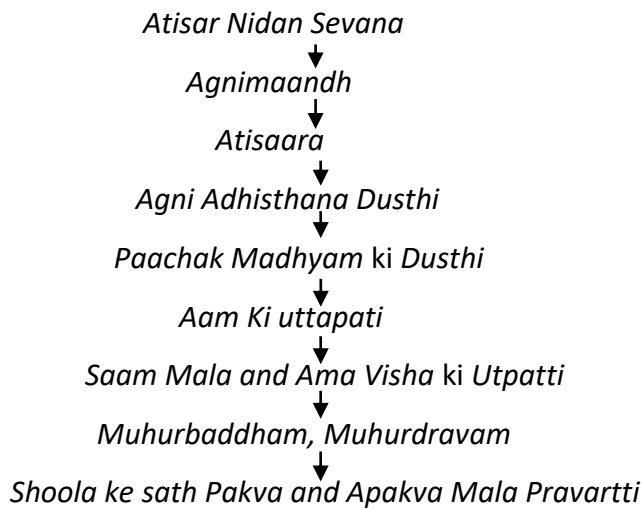 Atisar Nidan Sevana
Agnimaandh
Atisaara
Agni Adhisthana Dusthi
Paachak Madhyam ki Dusthi
Aam Ki uttapati
Saam Mala and Ama Visha ki Utpatti
Muhurbaddham, Muhurdravam
Shoola ke sath Pakva and Apakva Mala Pravartti